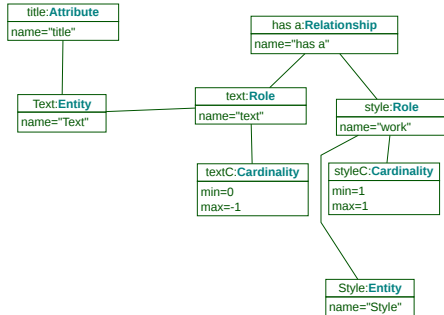 title:Attribute
name="title"
has a:Relationship
name="has a"
Text:Entity
name="Text"
text:Role
name="text"
style:Role
name="work"
textC:Cardinality
min=0
max=-1
styleC:Cardinality
min=1
max=1
Style:Entity
name="Style"